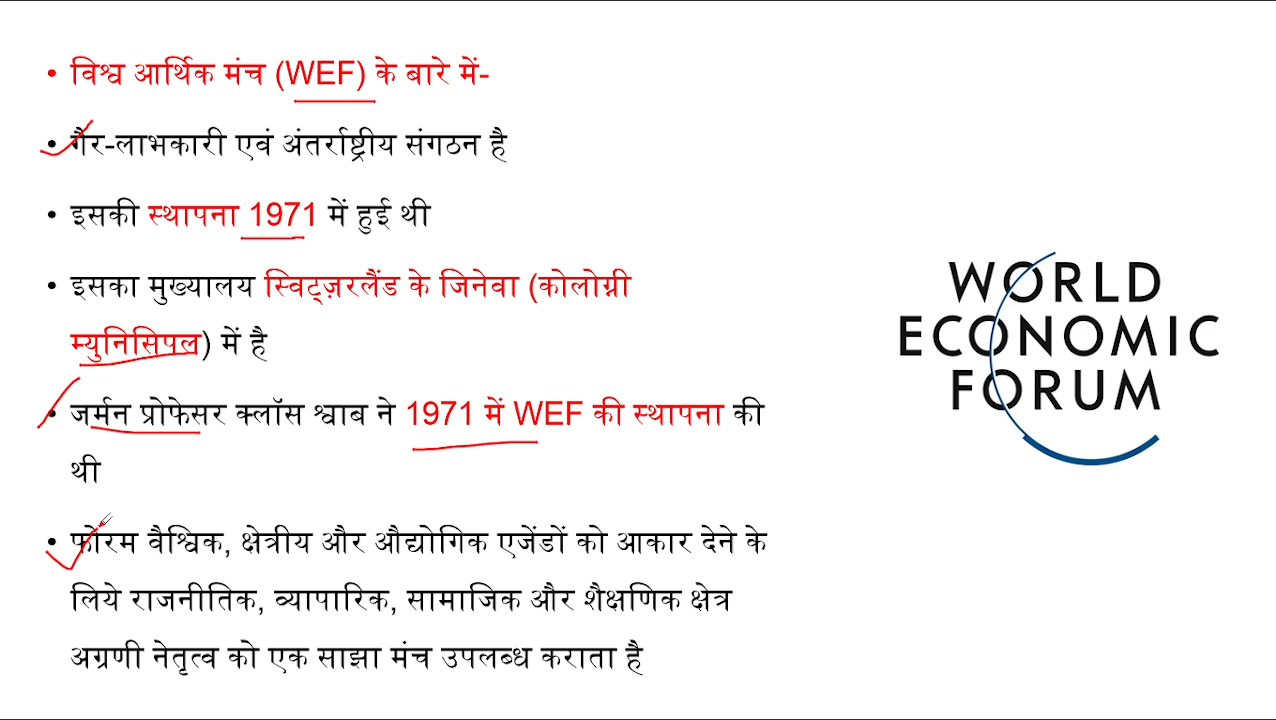 • विश्व आर्थिक मंच (WEF) के बारे में-
• गैर-लाभकारी एवं अंतर्राष्ट्रीय संगठन है
• इसकी स्थापना 1971 में हुई थी
• इसका मुख्यालय स्विट्ज़रलैंड के जिनेवा (कोलोग्नी
म्युनिसिपल) में है
• जर्मन प्रोफेसर क्लॉस श्वाब ने 1971 में WEF की स्थापना की
थी
• फोरम वैश्विक, क्षेत्रीय और औद्योगिक एजेंडों को आकार देने के
लिये राजनीतिक, व्यापारिक, सामाजिक और शैक्षणिक क्षेत्र
अग्रणी नेतृत्व को एक साझा मंच उपलब्ध कराता है
WORLD
ECONOMIC
FORUM